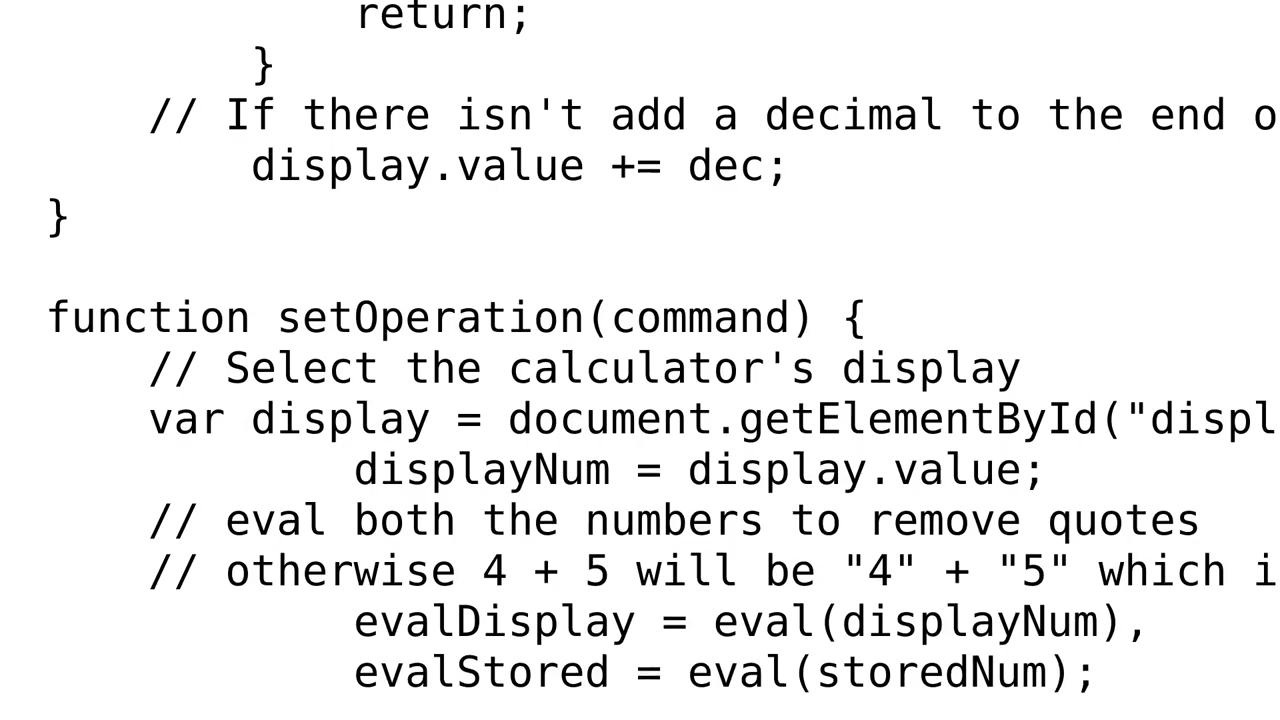 return;
}
// If there isn't add a decimal to the end o
display.value += dec;
}
function setOperation(command) {
// Select the calculator's display
var display = document.getElementById("displ
displayNum = display.value;
// eval both the numbers to remove quotes
// otherwise 4 + 5 will be "4" + "5" which i
evalDisplay = eval(displayNum),
evalStored = eval(storedNum);